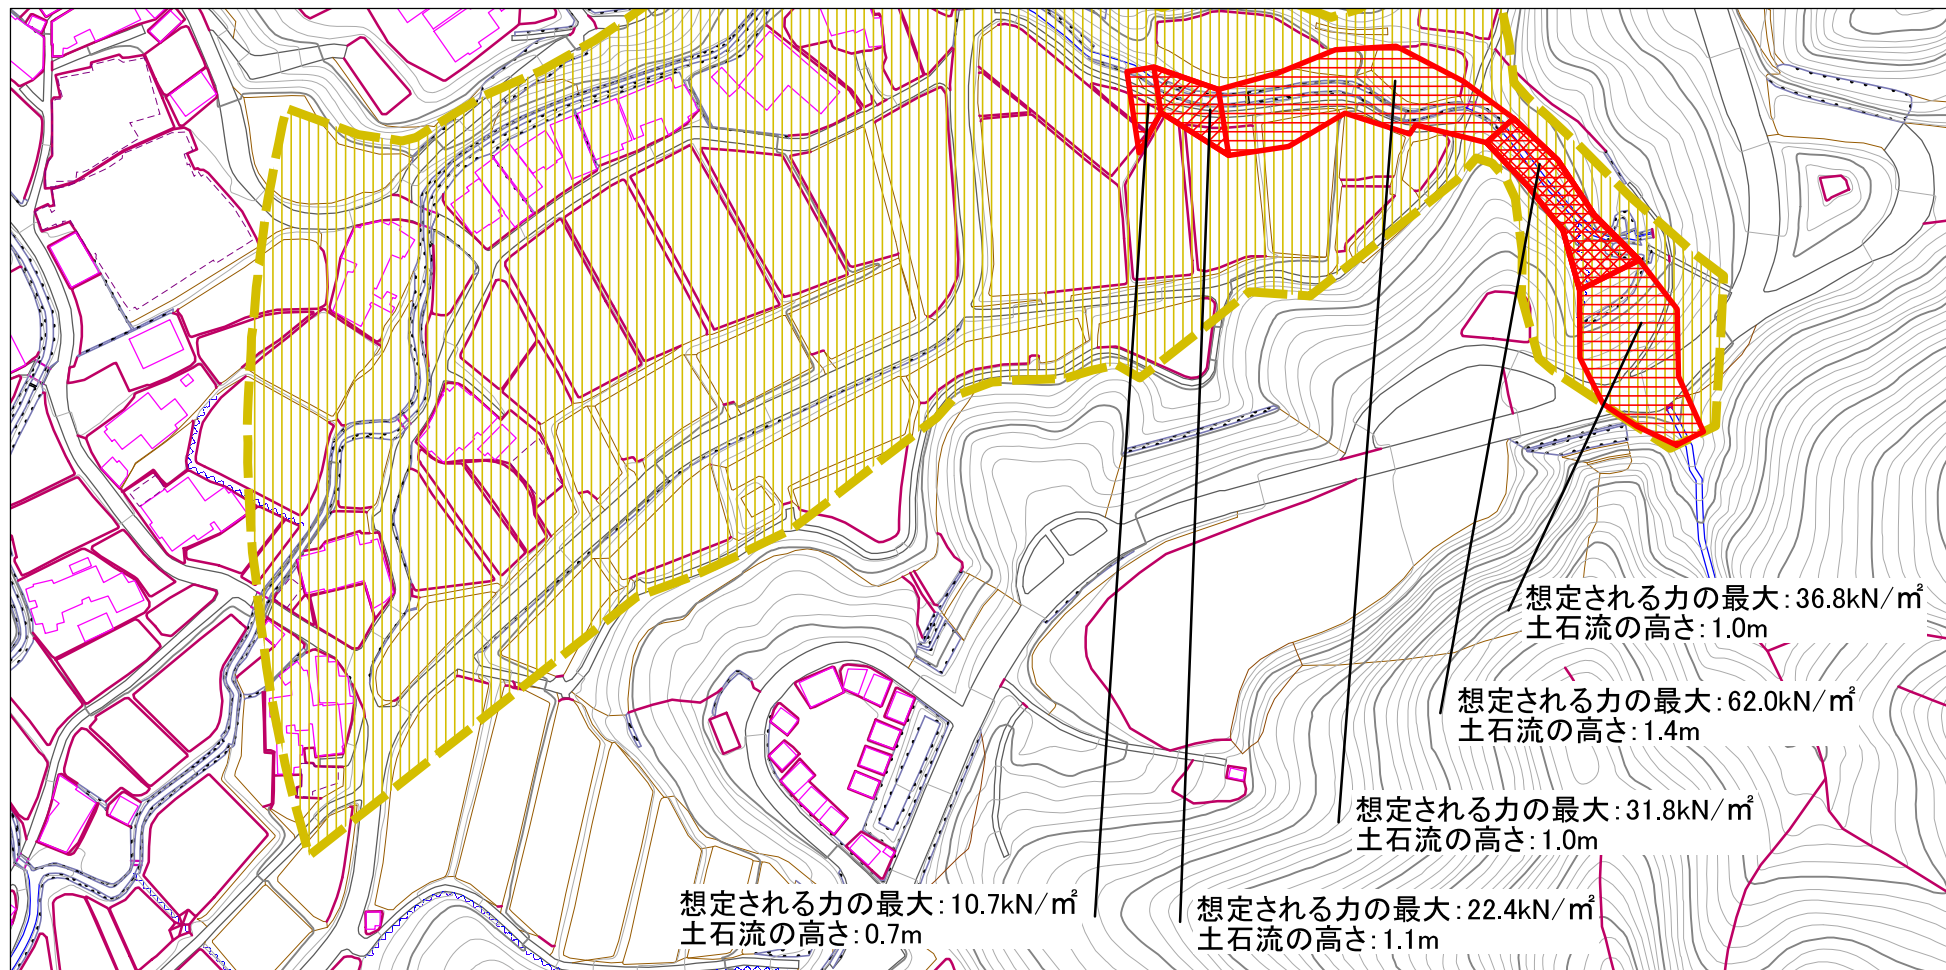 想定される力の最大:36.8kN/㎡
土石流の高さ:1.0m
想定される力の最大:62.0kN/㎡
土石流の高さ:1.4m
想定される力の最大:31.8kN/㎡
土石流の高さ:1.0m
想定される力の最大:10.7kN/㎡
土石流の高さ:0.7m
想定される力の最大:22.4kN/㎡
土石流の高さ:1.1m